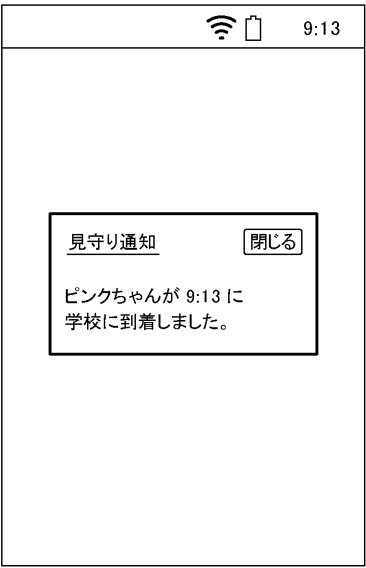 9:13
見守り通知
閉じる
ピンクちゃんが 9:13 に
学校に到着しました。